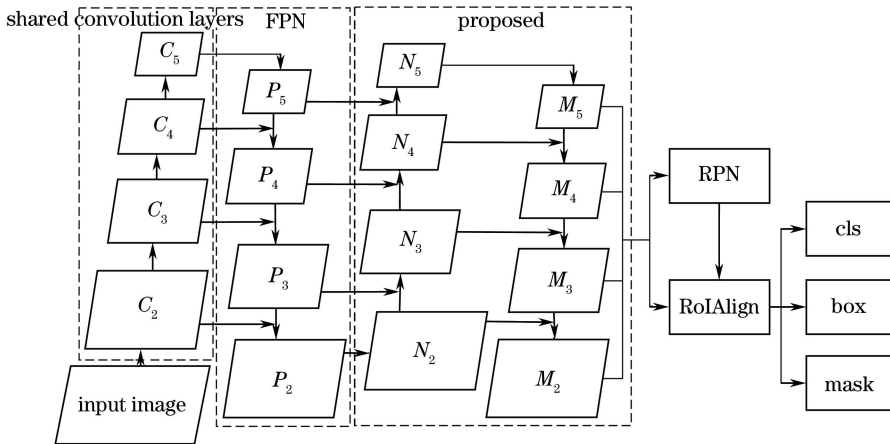 shared convolution layers
FPN
proposed
C5
C4
C3
C2
input image
P5
P4
P3
P2
N5
N4
N3
N2
M5
M4
M3
M2
RPN
RoIAlign
cls
box
mask